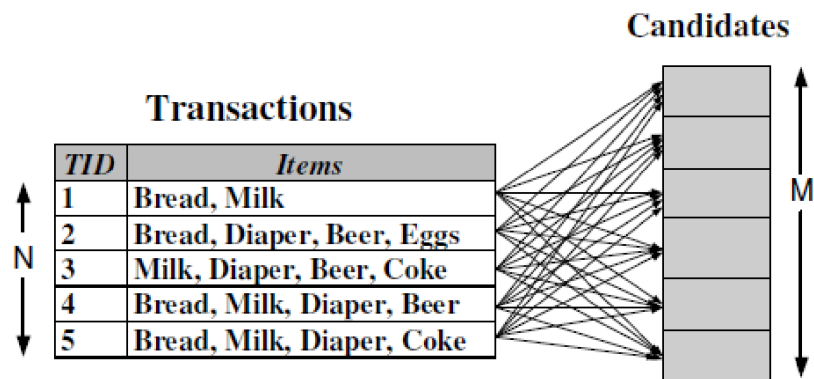 Candidates
Transactions
TID Items
1 Bread, Milk
2 Bread, Diaper, Beer, Eggs
3 Milk, Diaper, Beer, Coke
4 Bread, Milk, Diaper, Beer
5 Bread, Milk, Diaper, Coke
N
M